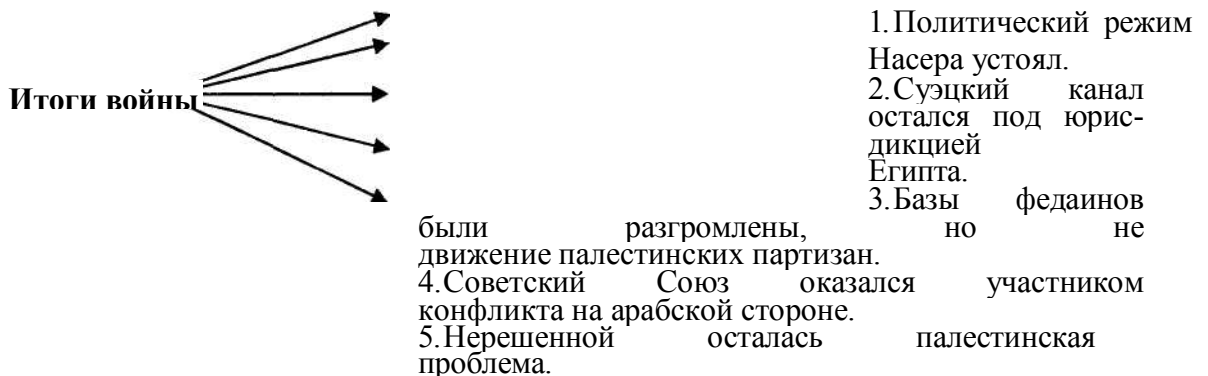 1.Политический режим
Насера устоял.
Итоги войны
2.Суэцкий канал
остался под юрис-
дикцией
Египта.
3.Базы федаинов
были разгромлены, но не
движение палестинских партизан.
4.Советский Союз оказался участником
конфликта на арабской стороне.
5.Нерешенной осталась палестинская
проблема.